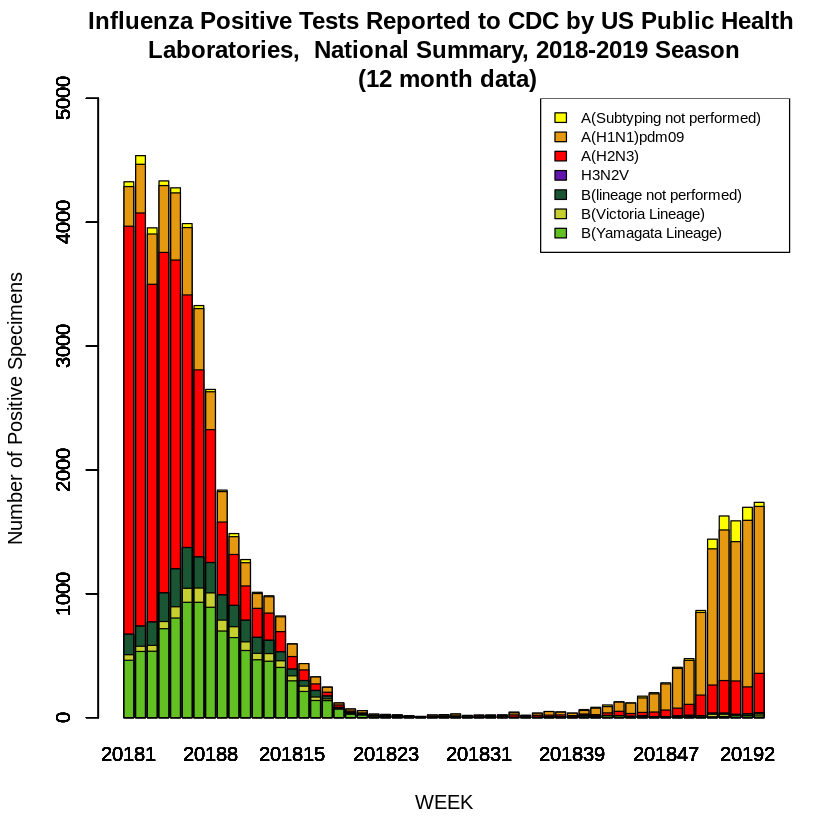 Influenza Positive Tests Reported to CDC by US Public Health
Laboratories,  National Summary, 2018-2019 Season
(12 month data)
5000
4000
3000
2000
1000
0
Number of Positive Specimens
A(Subtyping not performed)
A(H1N1)pdm09
A(H2N3)
H3N2V
B(lineage not performed)
B(Victoria Lineage)
B(Yamagata Lineage)
20181 20188 201815 201823 201831 201839 201847 20192
WEEK